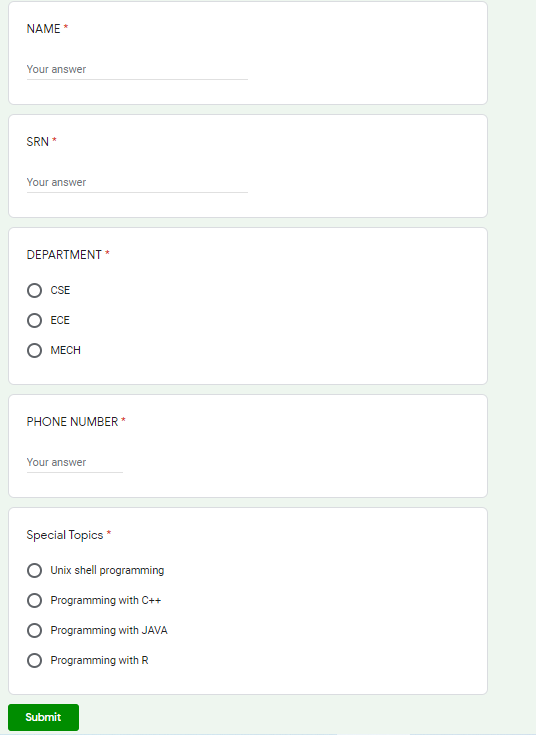 NAME *
Your answer
SRN *
Your answer
DEPARTMENT *
CSE
ECE
MECH
PHONE NUMBER *
Your answer
Special Topics *
Unix shell programming
Programming with C++
Programming with JAVA
Programming with R
Submit